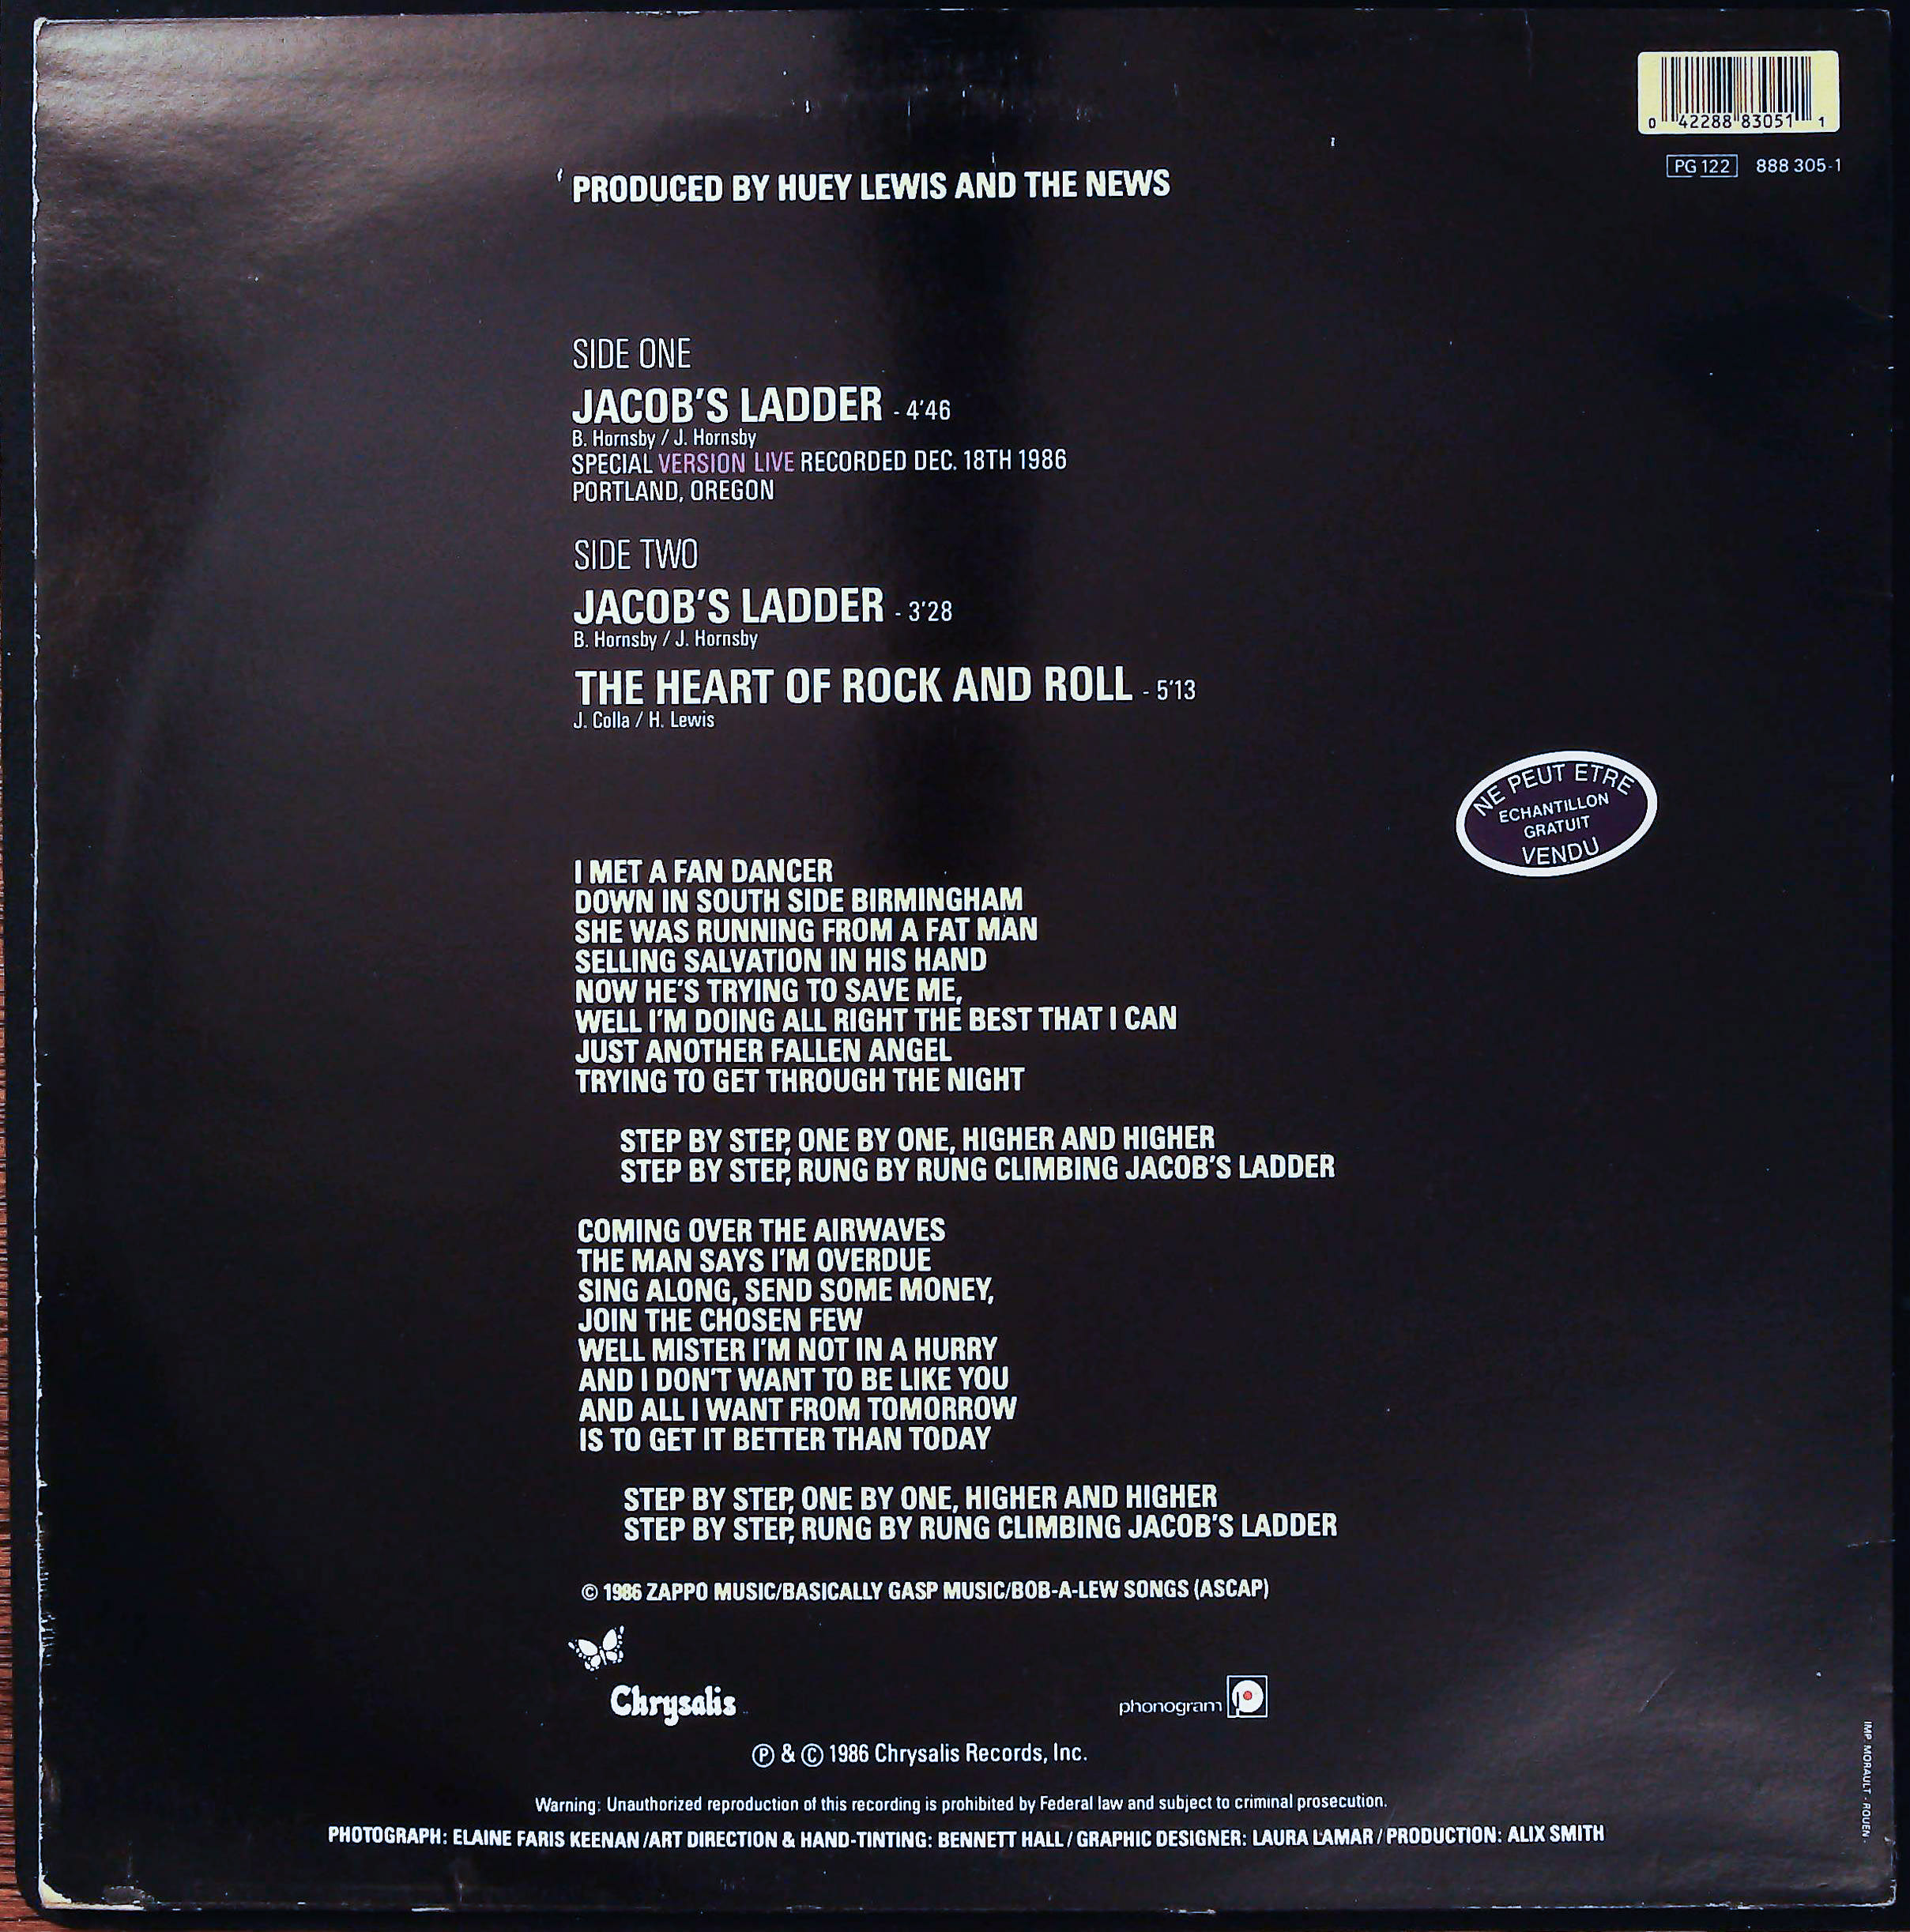 0 42288 83051 1
PG 122 888 305-1
PRODUCED BY HUEY LEWIS AND THE NEWS
SIDE ONE
JACOB'S LADDER - 4'46
B. Hornsby / J. Hornsby
SPECIAL VERSION LIVE RECORDED DEC. 18TH 1986
PORTLAND, OREGON
SIDE TWO
JACOB'S LADDER - 3'28
B. Hornsby / J. Hornsby
THE HEART OF ROCK AND ROLL - 5'13
J. Colla / H. Lewis
NE PEUT ETRE
ECHANTILLON
GRATUIT
VENDU
I MET A FAN DANCER
DOWN IN SOUTH SIDE BIRMINGHAM
SHE WAS RUNNING FROM A FAT MAN
SELLING SALVATION IN HIS HAND
NOW HE'S TRYING TO SAVE ME,
WELL I'M DOING ALL RIGHT THE BEST THAT I CAN
JUST ANOTHER FALLEN ANGEL
TRYING TO GET THROUGH THE NIGHT
STEP BY STEP, ONE BY ONE, HIGHER AND HIGHER
STEP BY STEP, RUNG BY RUNG CLIMBING JACOB'S LADDER
COMING OVER THE AIRWAVES
THE MAN SAYS I'M OVERDUE
SING ALONG, SEND SOME MONEY,
JOIN THE CHOSEN FEW
WELL MISTER I'M NOT IN A HURRY
AND I DON'T WANT TO BE LIKE YOU
AND ALL I WANT FROM TOMORROW
IS TO GET IT BETTER THAN TODAY
STEP BY STEP, ONE BY ONE, HIGHER AND HIGHER
STEP BY STEP, RUNG BY RUNG CLIMBING JACOB'S LADDER
© 1986 ZAPPO MUSIC/BASICALLY GASP MUSIC/BOB-A-LEW SONGS (ASCAP)
Chrysalis
phonogram
℗ & © 1986 Chrysalis Records, Inc.
Warning: Unauthorized reproduction of this recording is prohibited by Federal law and subject to criminal prosecution.
PHOTOGRAPH: ELAINE FARIS KEENAN /ART DIRECTION & HAND-TINTING: BENNETT HALL / GRAPHIC DESIGNER: LAURA LAMAR / PRODUCTION: ALIX SMITH
IMP. MORAULT - ROUEN -